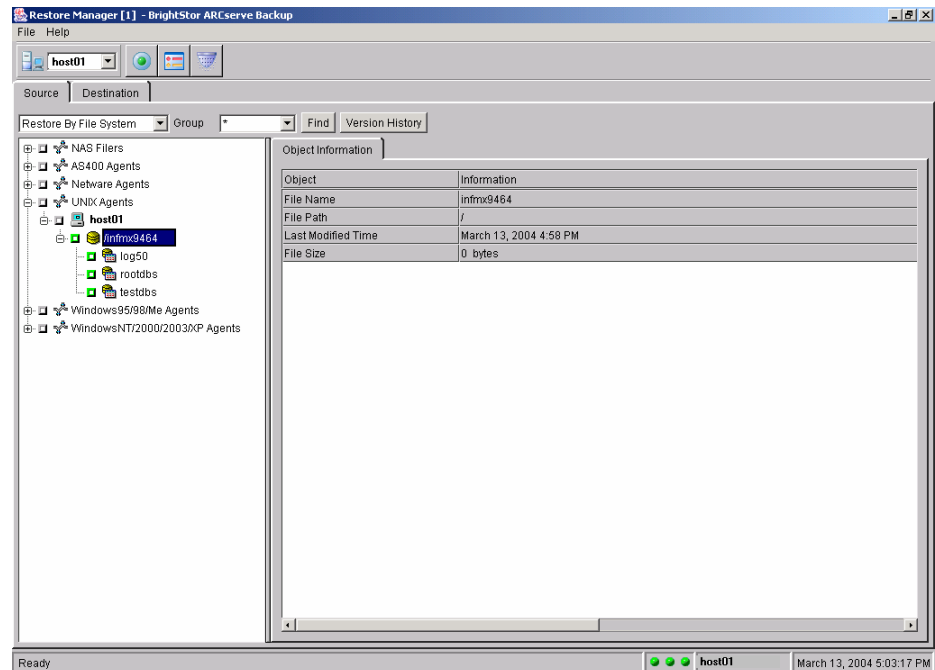 Restore Manager [1] - BrightStor ARCserve Backup
File Help
host01
Source Destination
Restore By File System Group * Find Version History
NAS Filers
AS400 Agents
Netware Agents
UNIX Agents
host01
/infmx9464
log50
rootdbs
testdbs
Windows95/98/Me Agents
WindowsNT/2000/2003/XP Agents
Object Information
Object Information
File Name infmx9464
File Path /
Last Modified Time March 13, 2004 4:58 PM
File Size 0 bytes
Ready host01 March 13, 2004 5:03:17 PM